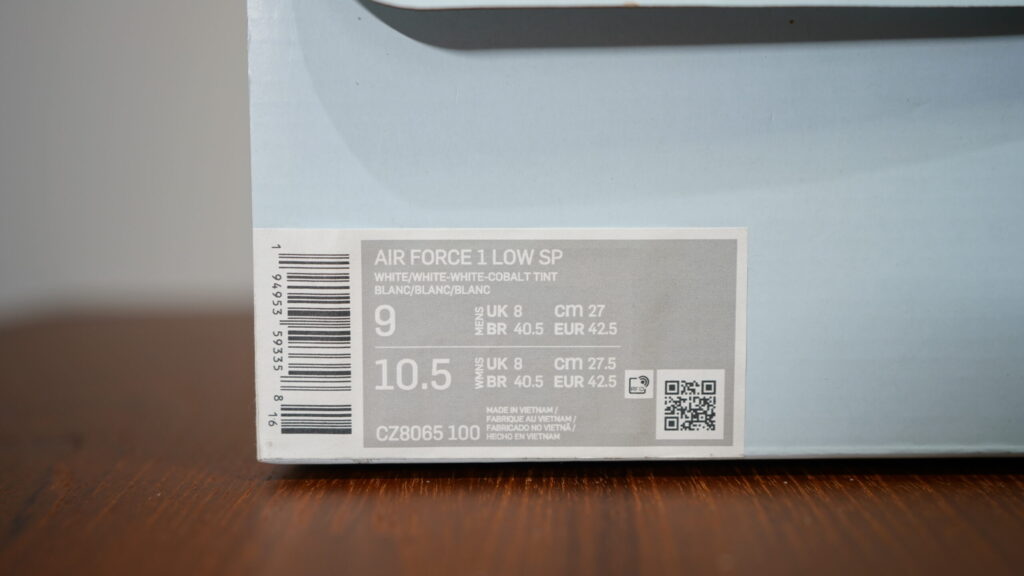 AIR FORCE 1 LOW SP
WHITE/WHITE-WHITE-COBALT TINT
BLANC/BLANC/BLANC
9 MENS UK 8 cm 27
BR 40.5 EUR 42.5
10.5 WMNS UK 8 cm 27.5
BR 40.5 EUR 42.5
CZ8065 100
MADE IN VIETNAM /
FABRIQUE AU VIETNAM /
FABRICADO NO VIETNÃ /
HECHO EN VIETNAM
1 94953 59335 8 16